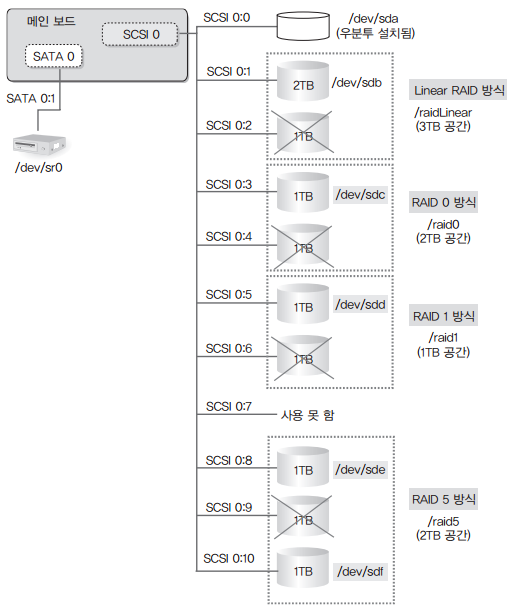 메인 보드
SCSI 0
SATA 0
SATA 0:1
/dev/sr0
SCSI 0:0
/dev/sda
(우분투 설치됨)
SCSI 0:1
2TB
/dev/sdb
SCSI 0:2
1TB
Linear RAID 방식
/raidLinear
(3TB 공간)
SCSI 0:3
1TB
/dev/sdc
SCSI 0:4
1TB
RAID 0 방식
/raid0
(2TB 공간)
SCSI 0:5
1TB
/dev/sdd
SCSI 0:6
1TB
RAID 1 방식
/raid1
(1TB 공간)
SCSI 0:7
사용 못 함
SCSI 0:8
1TB
/dev/sde
SCSI 0:9
1TB
SCSI 0:10
1TB
/dev/sdf
RAID 5 방식
/raid5
(2TB 공간)